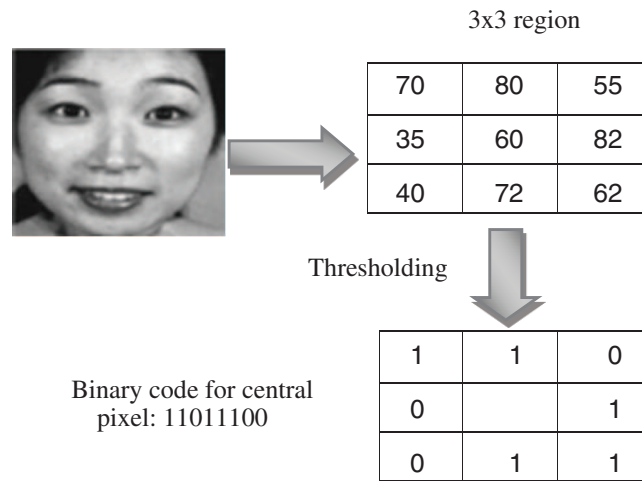 3x3 region
70 80 55
35 60 82
40 72 62
Thresholding
1 1 0
0 1
0 1 1
Binary code for central
pixel: 11011100